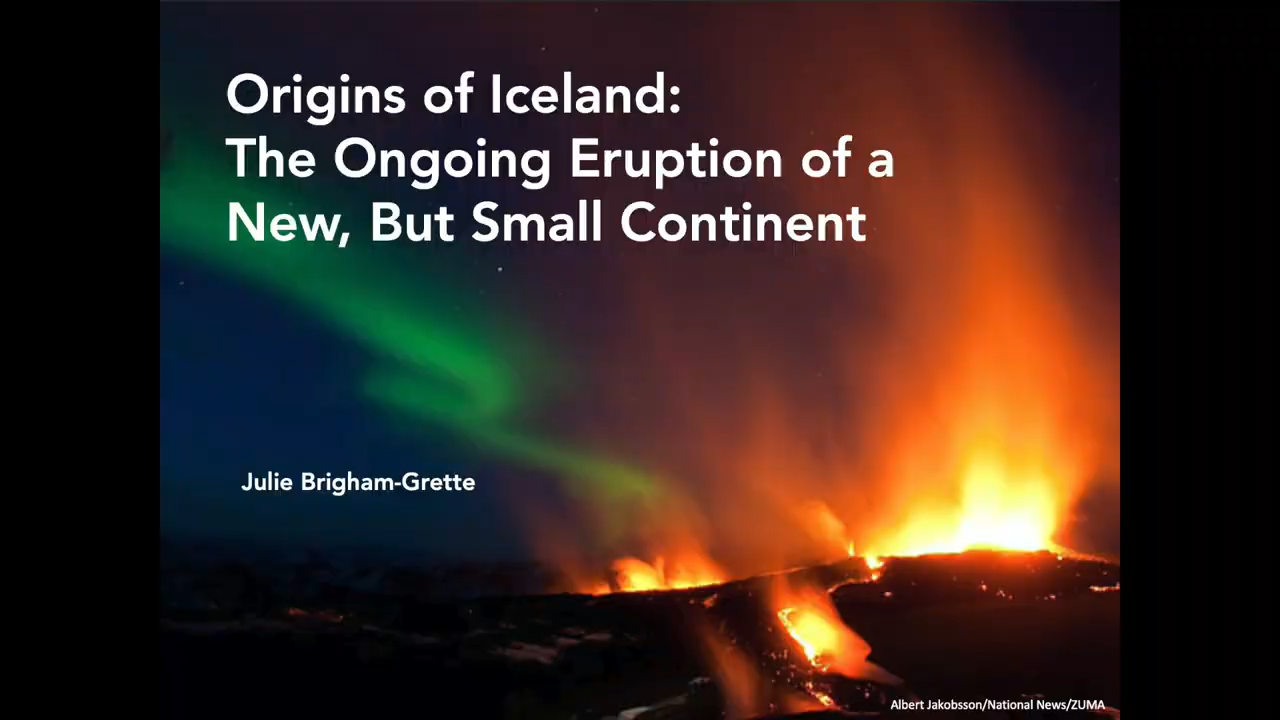 Origins of Iceland:
The Ongoing Eruption of a
New, But Small Continent
Julie Brigham-Grette
Albert Jakobsson/National News/ZUMA